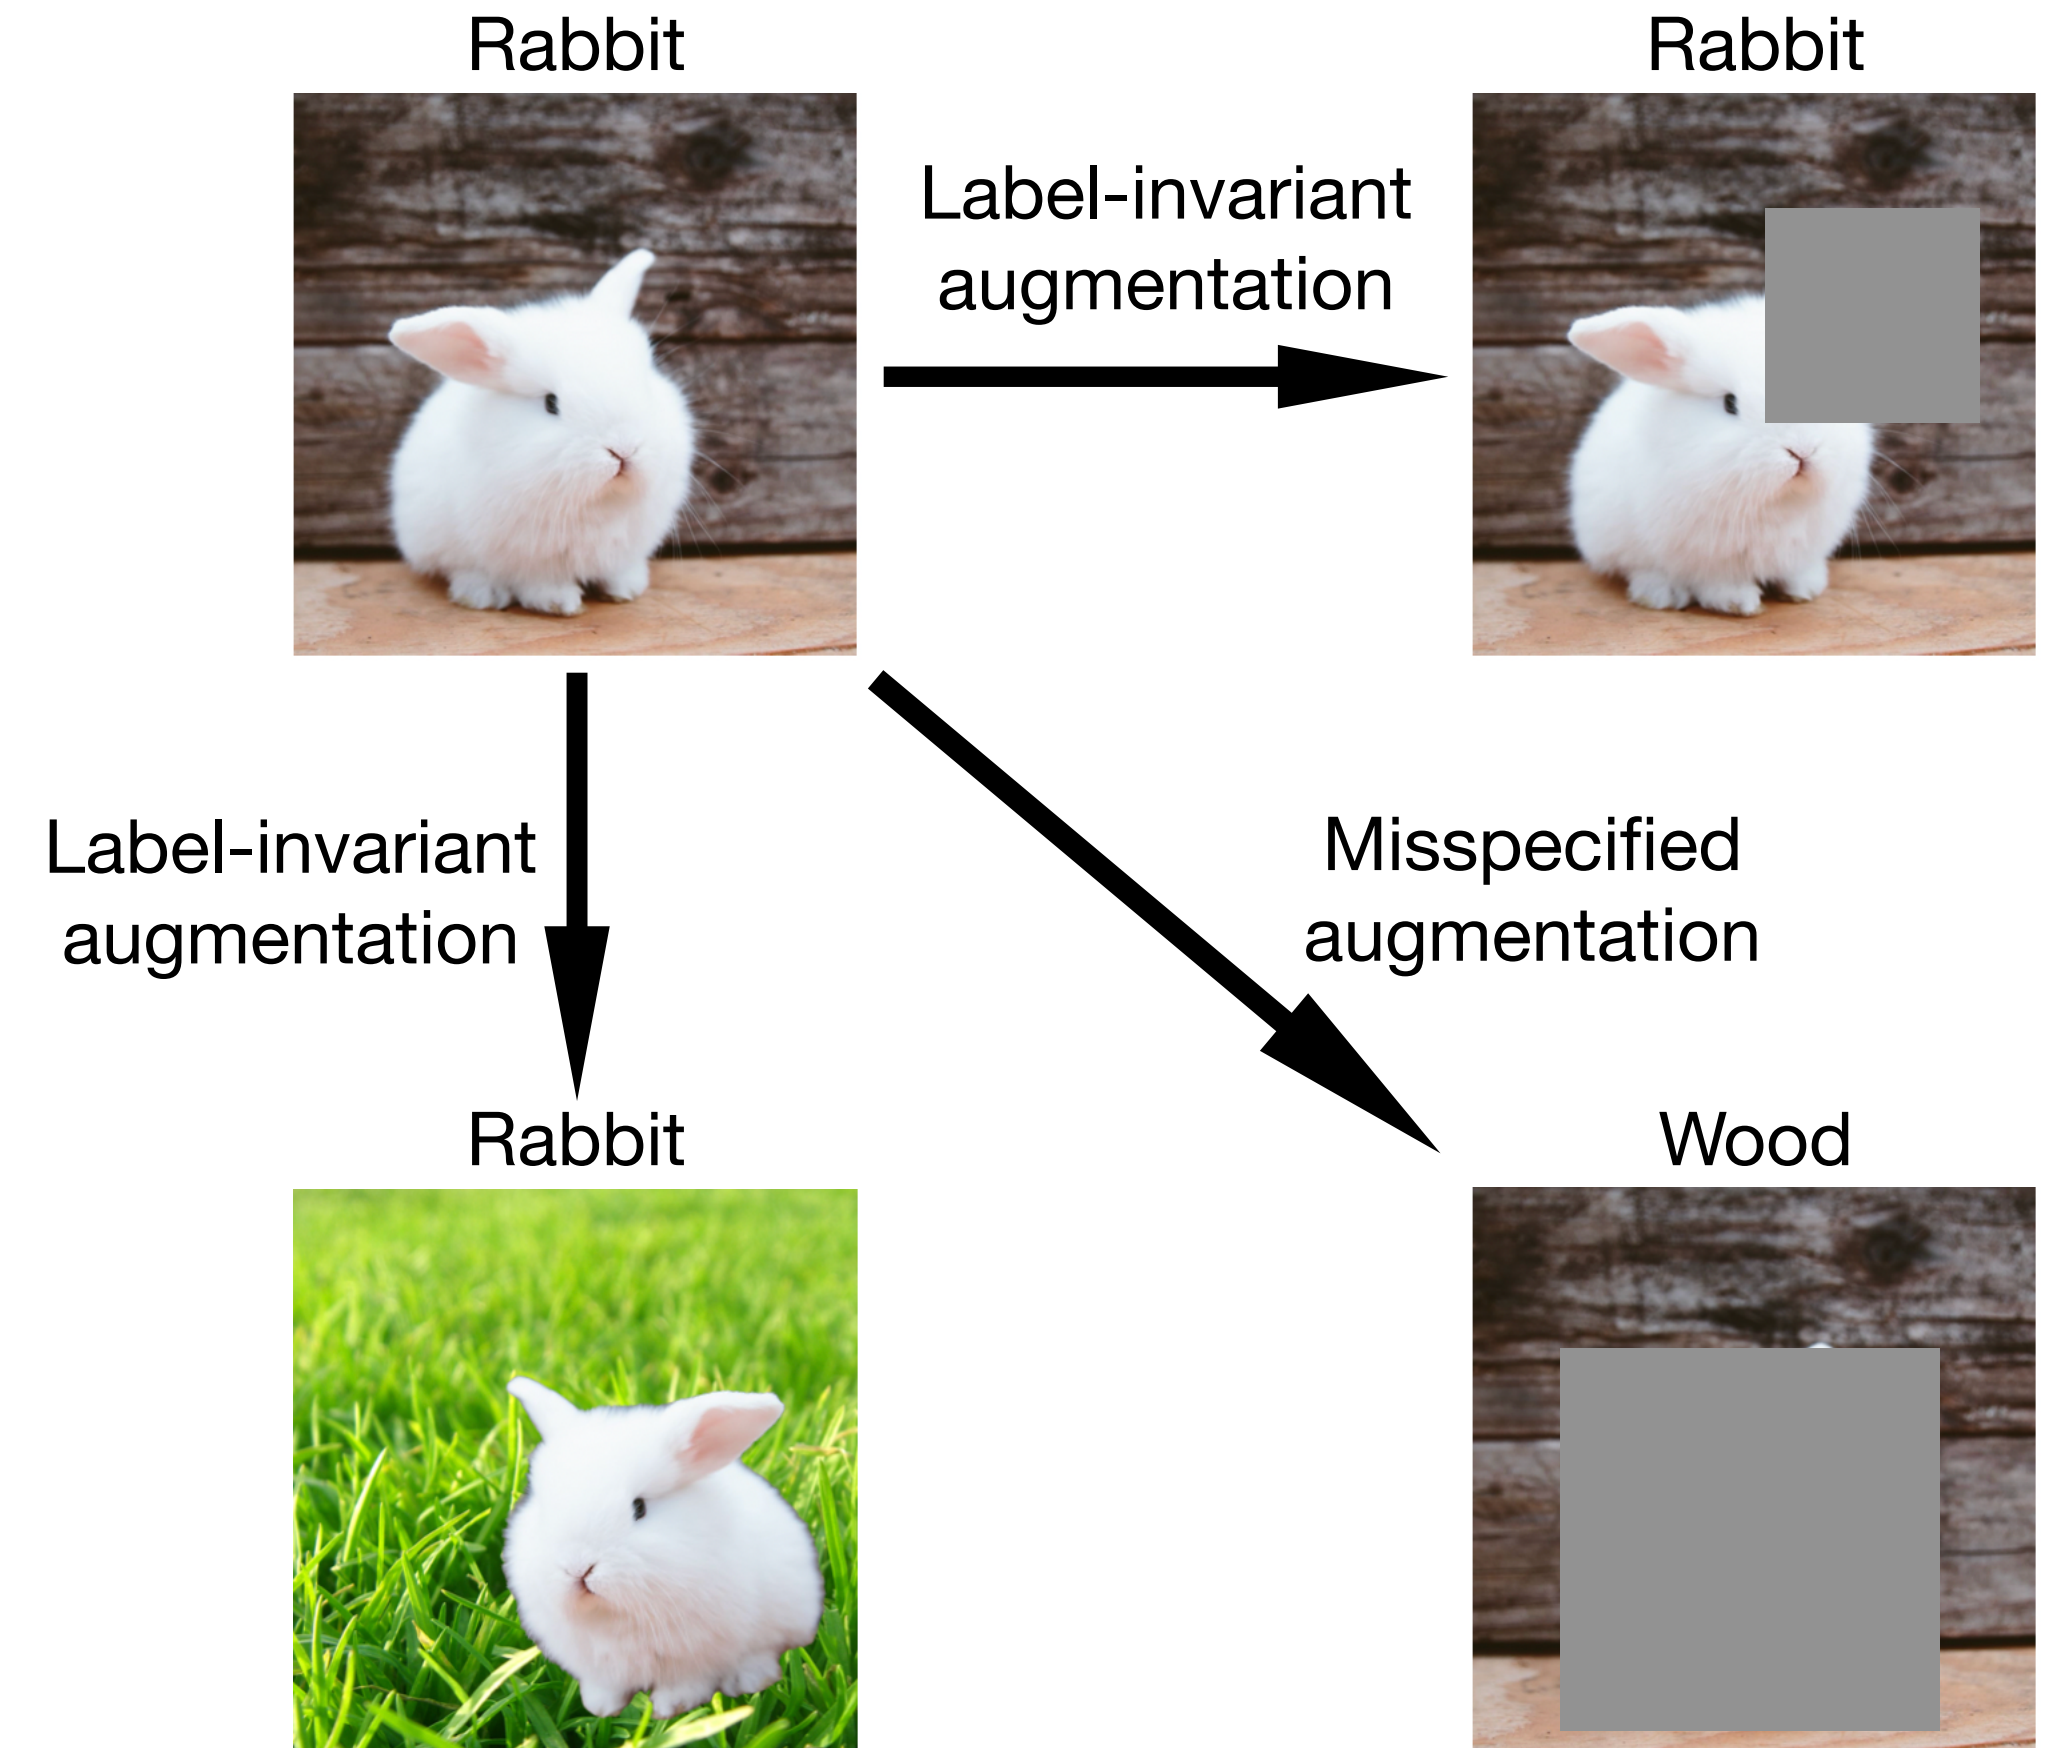 Rabbit
Rabbit
Label-invariant
augmentation
Label-invariant
augmentation
Misspecified
augmentation
Rabbit
Wood